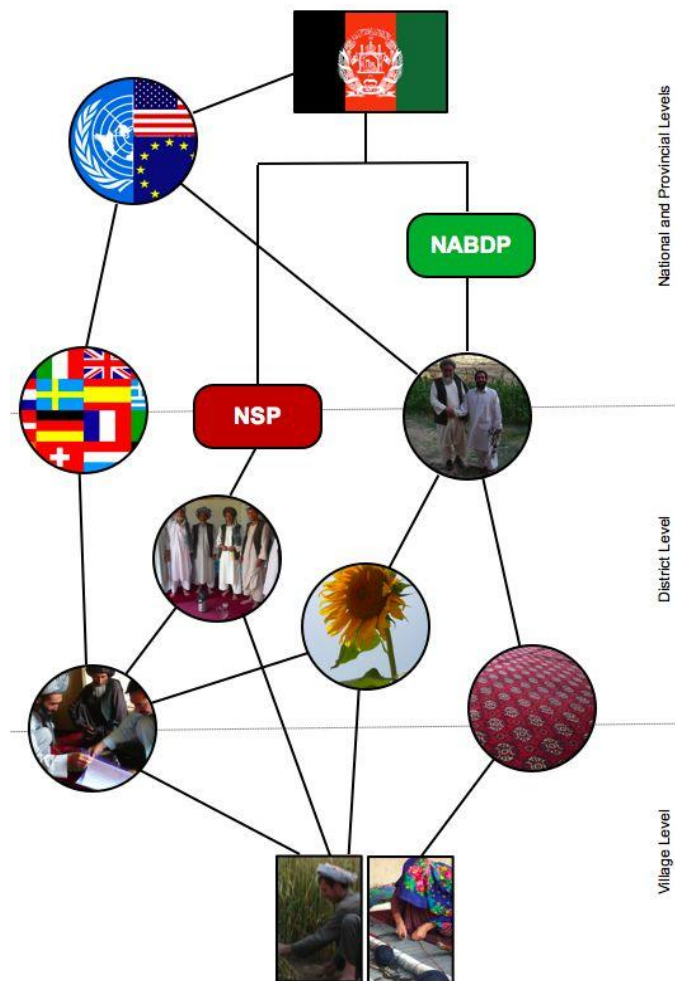 National and Provincial Levels
NABDP
NSP
District Level
Village Level